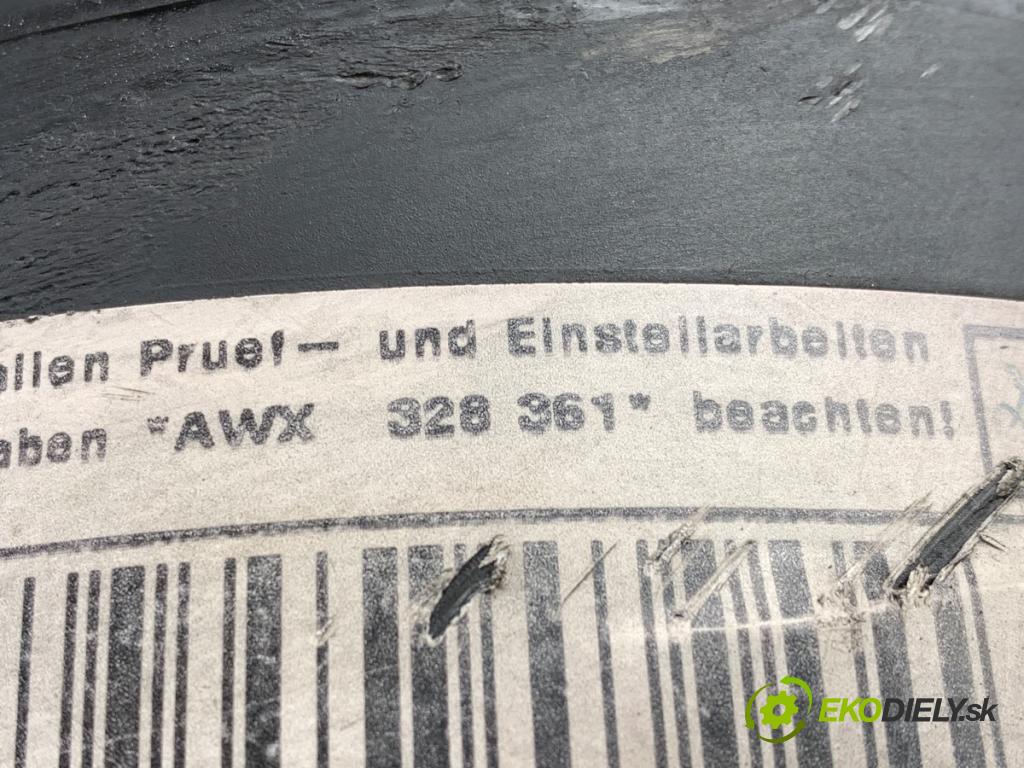 allen Pruef- und Einstellarbeiten
aben "AWX 328 361" beachten!
EKODIELY.sk